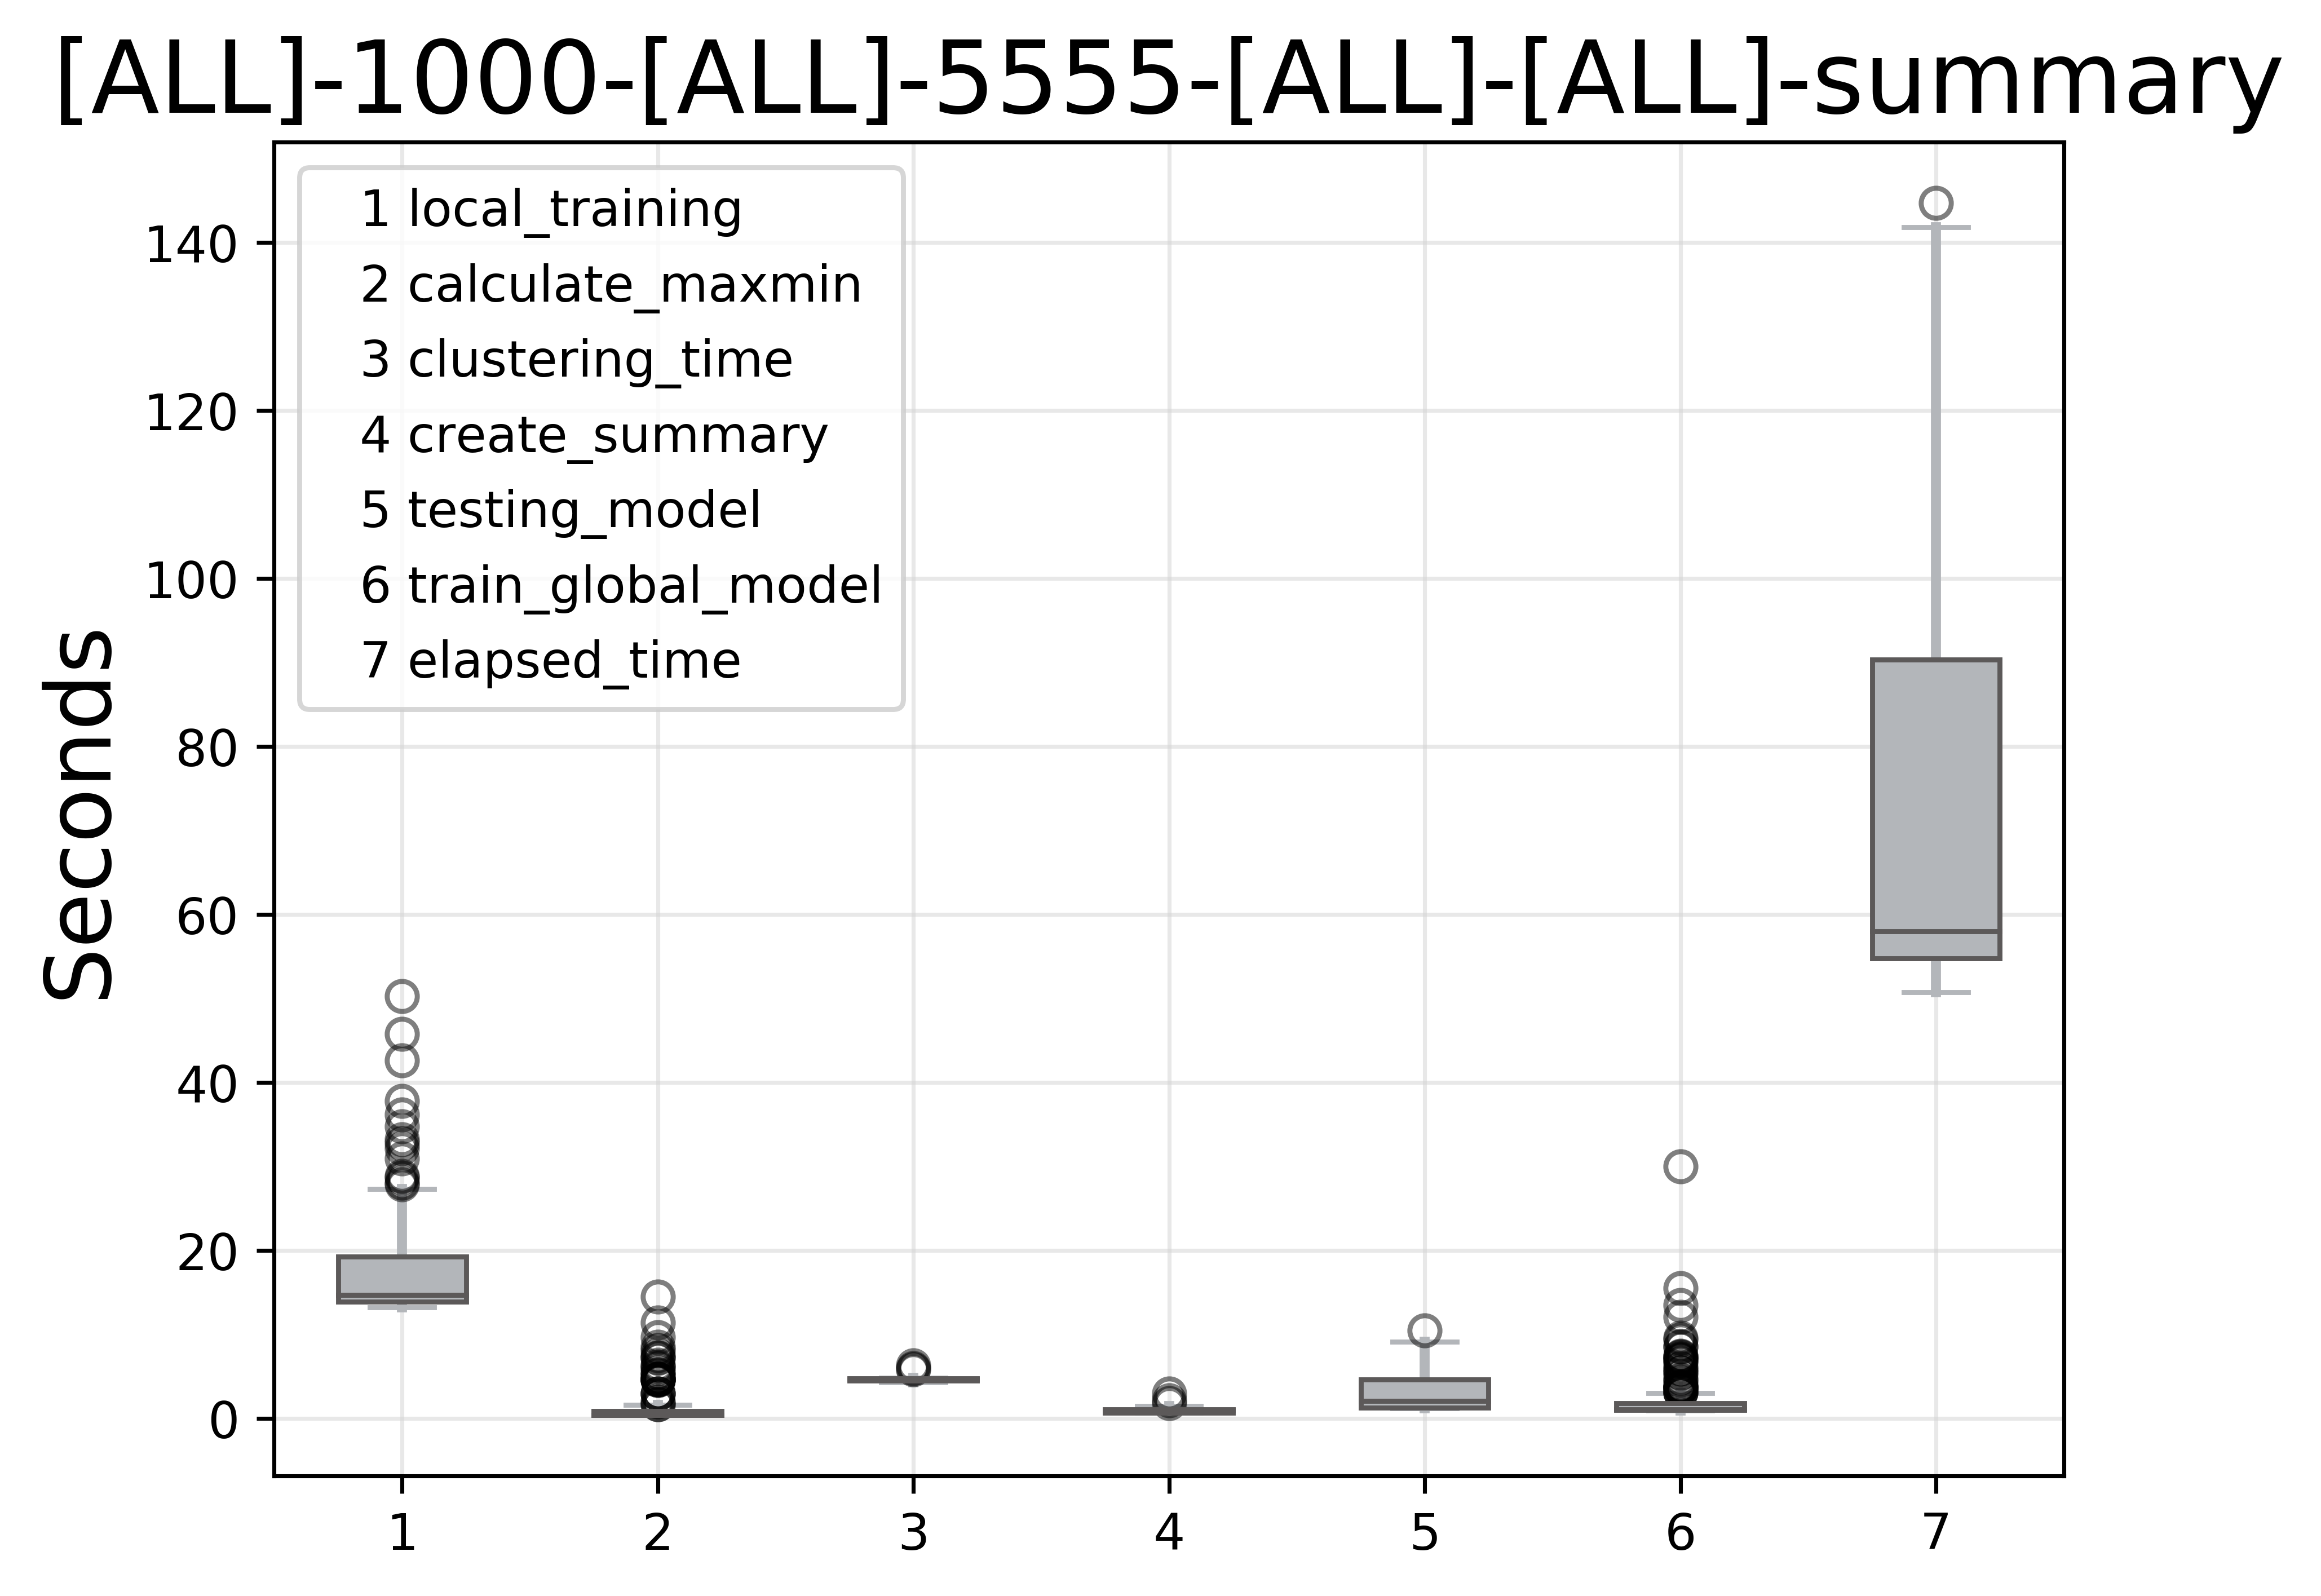 [ALL]-1000-[ALL]-5555-[ALL]-[ALL]-summary
1 local_training
2 calculate_maxmin
3 clustering_time
4 create_summary
5 testing_model
6 train_global_model
7 elapsed_time
Seconds
140
120
100
80
60
40
20
0
1 2 3 4 5 6 7